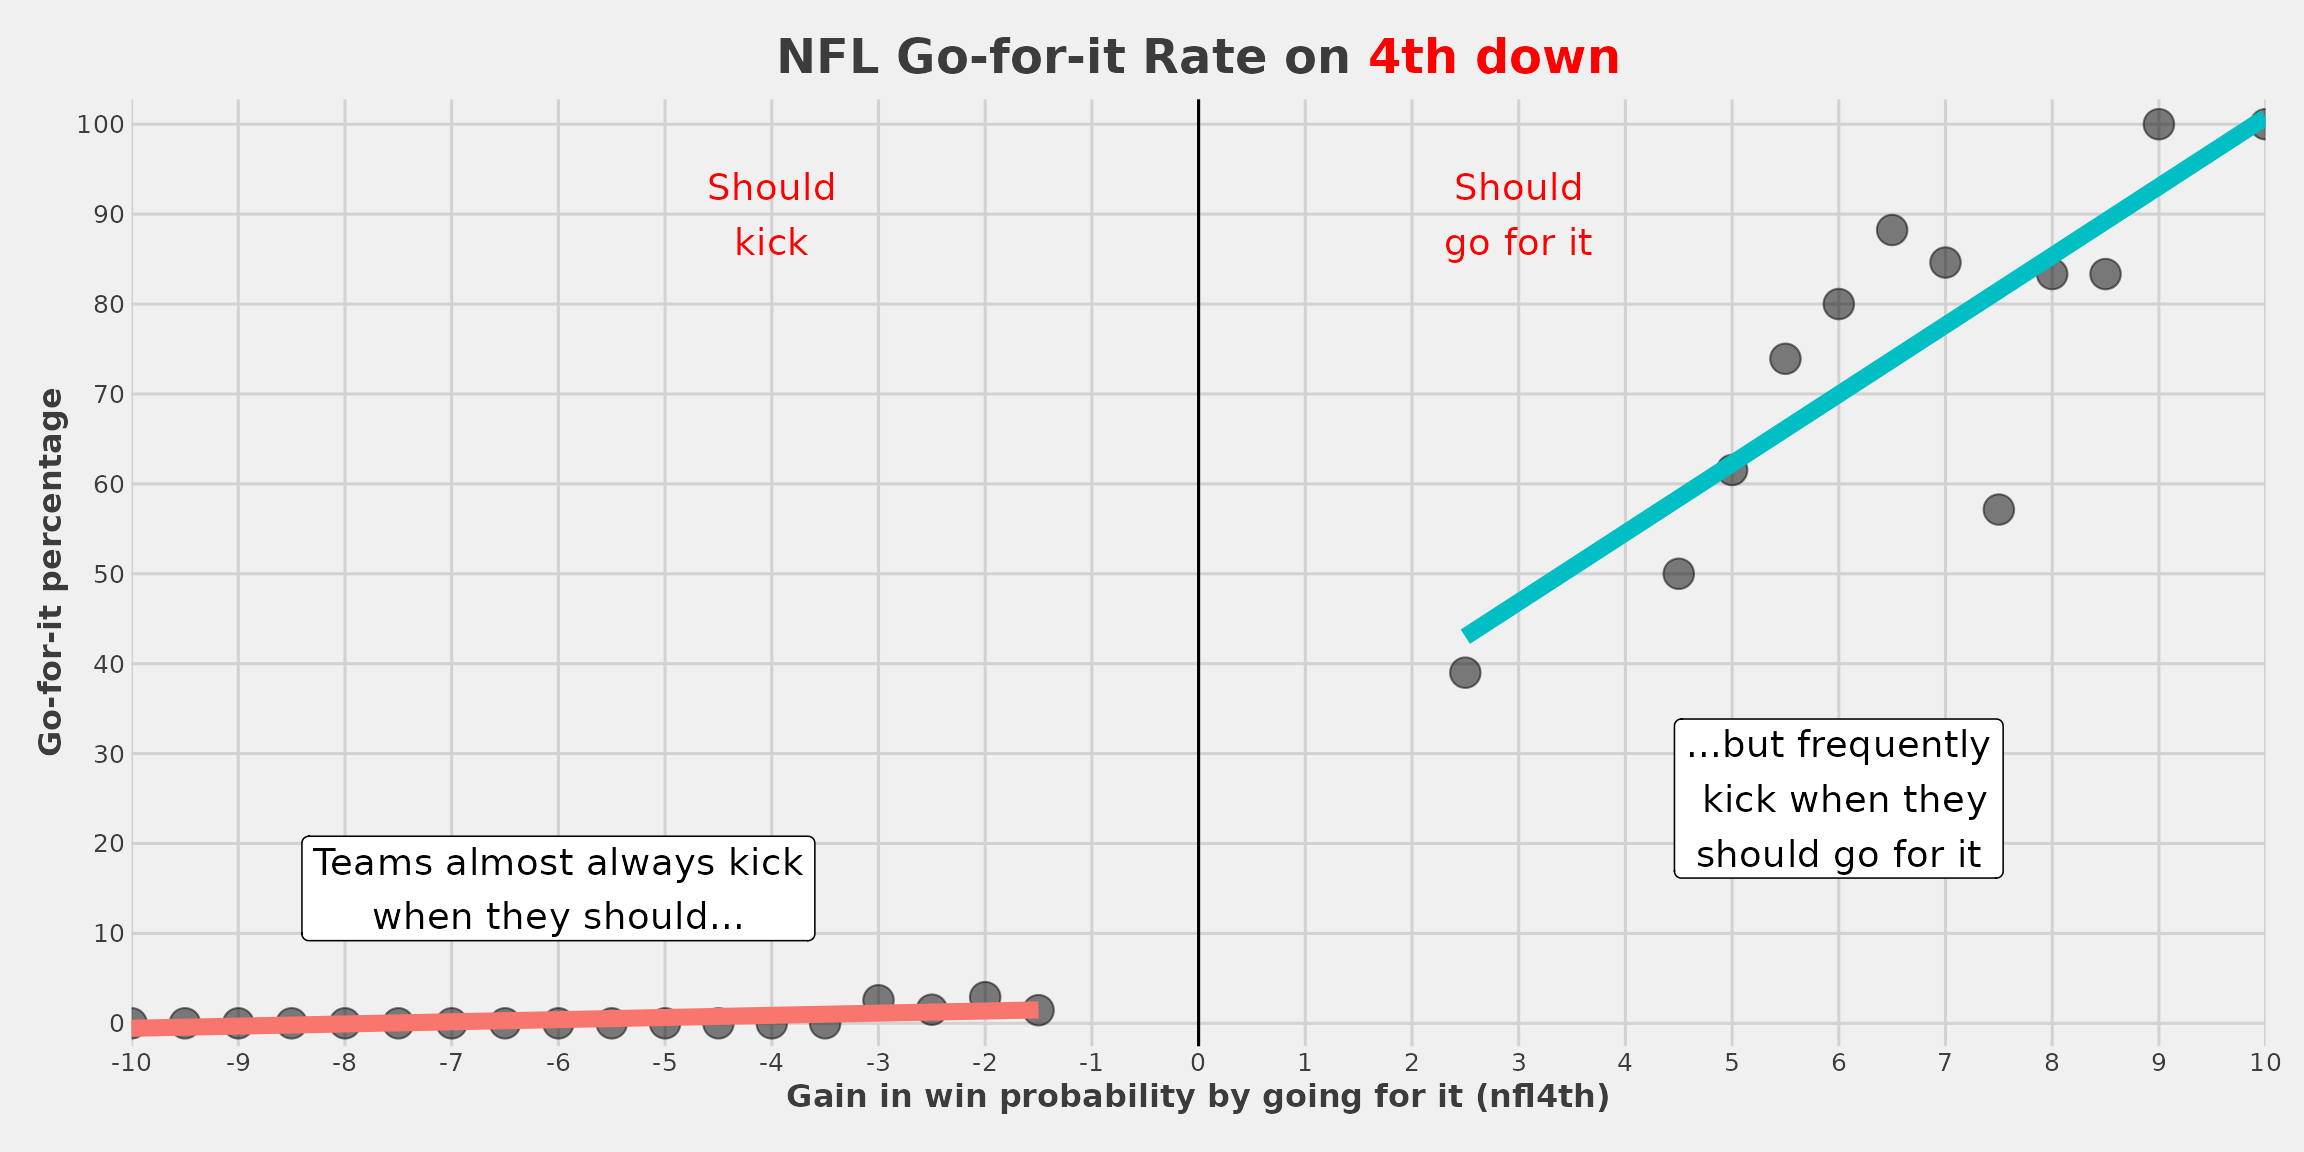 NFL Go-for-it Rate on 4th down
Go-for-it percentage
100
90
80
70
60
50
40
30
20
10
0
Should
kick
Should
go for it
Teams almost always kick
when they should...
...but frequently
kick when they
should go for it
-10 -9 -8 -7 -6 -5 -4 -3 -2 -1 0 1 2 3 4 5 6 7 8 9 10
Gain in win probability by going for it (nfl4th)